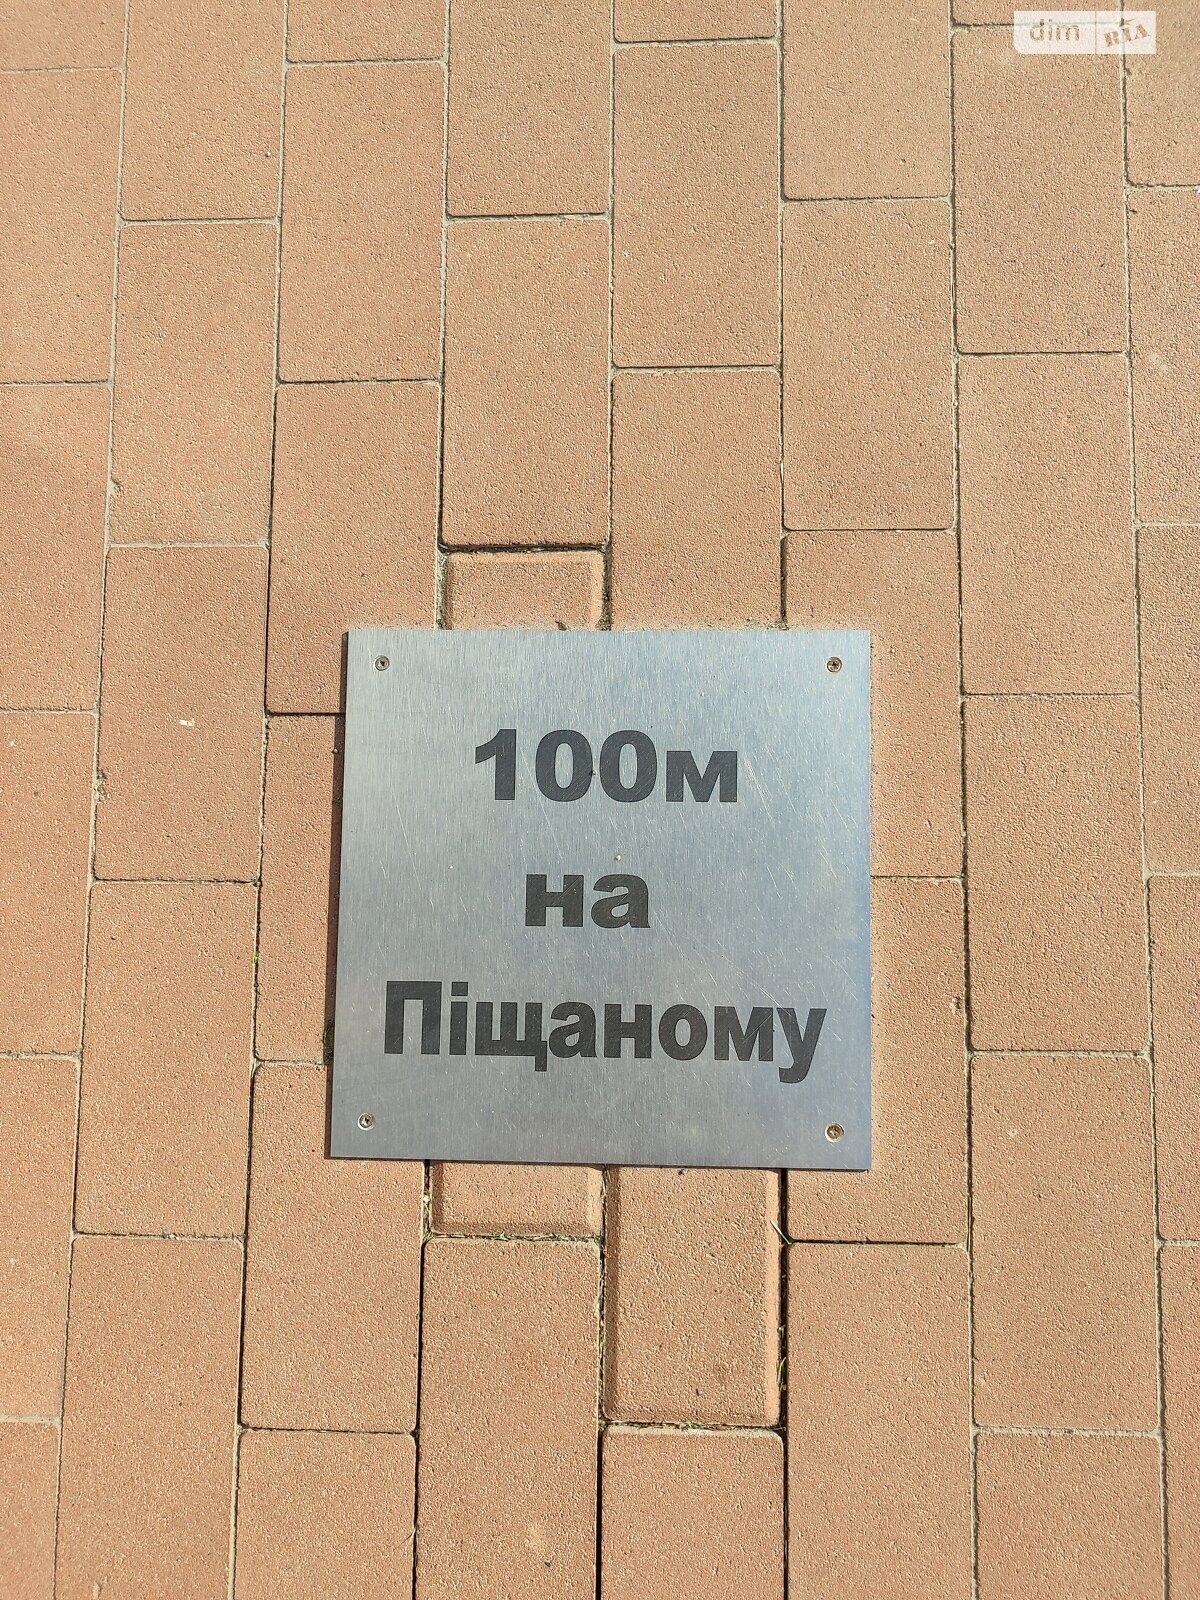 dim RIA
100м
на
Піщаному